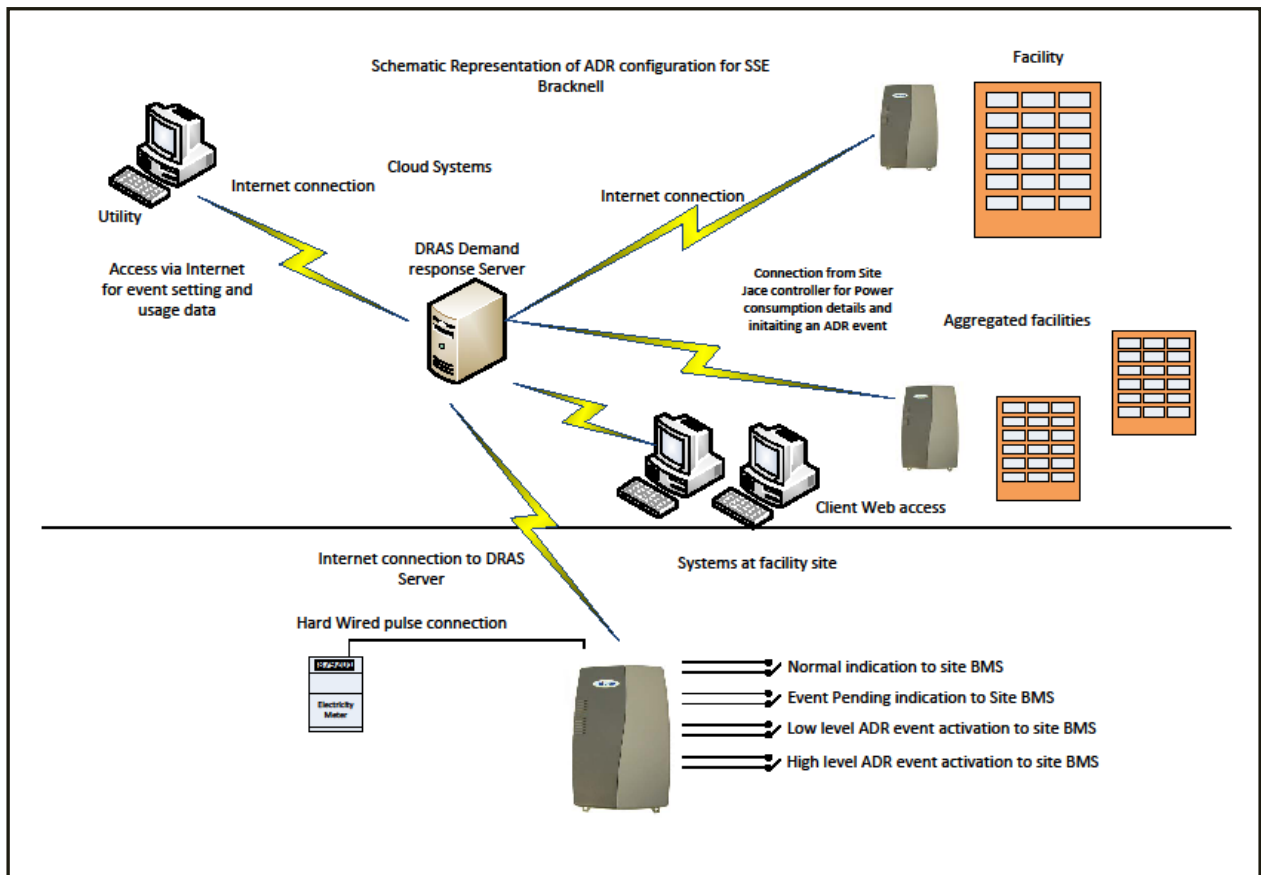 Schematic Representation of ADR configuration for SSE
Bracknell
Facility
Cloud Systems
Internet connection
Utility
Internet connection
DRAS Demand
response Server
Access via Internet
for event setting and
usage data
Connection from Site
Jace controller for Power
consumption details and
initaiting an ADR event
Aggregated facilities
Client Web access
Internet connection to DRAS
Server
Systems at facility site
Hard Wired pulse connection
Electricity
Meter
Normal indication to site BMS
Event Pending indication to Site BMS
Low level ADR event activation to site BMS
High level ADR event activation to site BMS